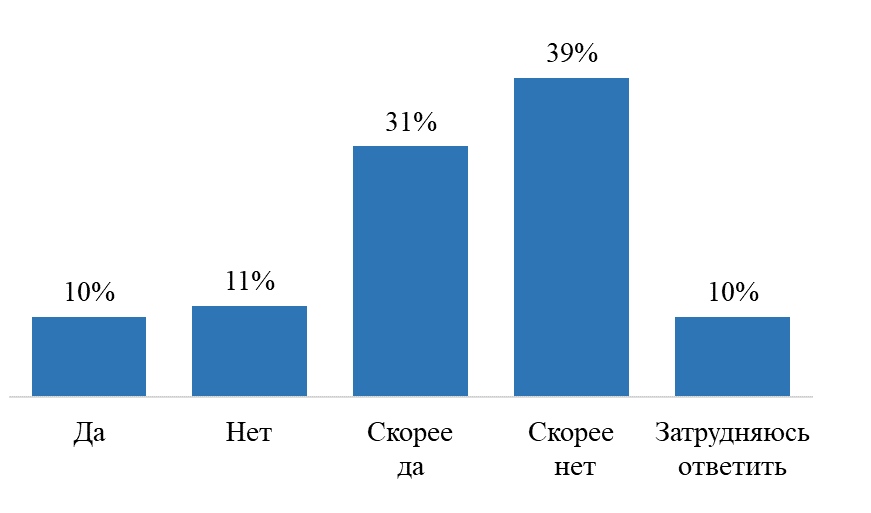 39%
31%
10%
11%
10%
Да
Нет
Скорее
да
Скорее
нет
Затрудняюсь
ответить